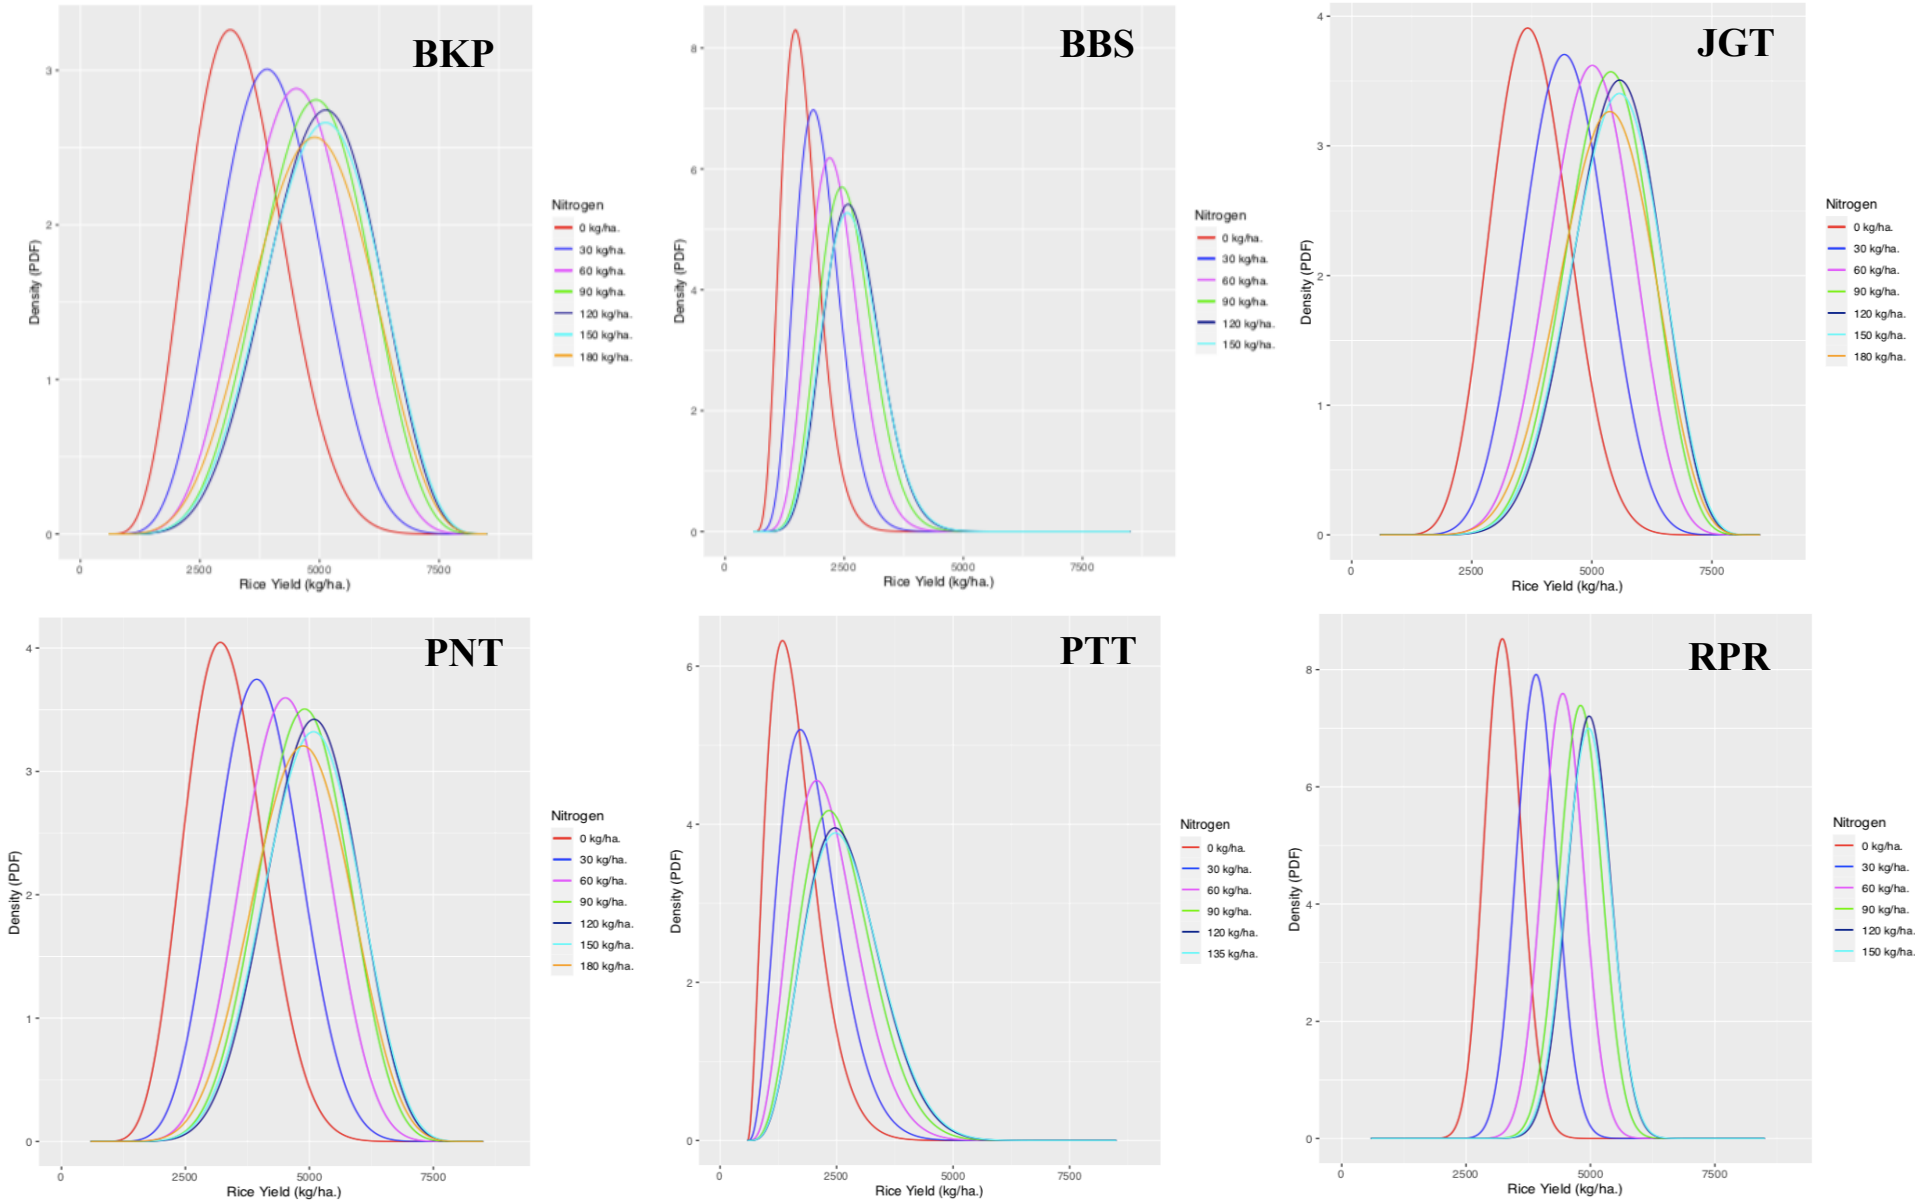 BKP
3
2
1
0
Density (PDF)
0 2500 5000 7500
Rice Yield (kg/ha.)
Nitrogen
0 kg/ha.
30 kg/ha.
60 kg/ha.
90 kg/ha.
120 kg/ha.
150 kg/ha.
180 kg/ha.
BBS
8
6
4
2
0
Density (PDF)
0 2500 5000 7500
Rice Yield (kg/ha.)
Nitrogen
0 kg/ha.
30 kg/ha.
60 kg/ha.
90 kg/ha.
120 kg/ha.
150 kg/ha.
JGT
4
3
2
1
0
Density (PDF)
0 2500 5000 7500
Rice Yield (kg/ha.)
Nitrogen
0 kg/ha.
30 kg/ha.
60 kg/ha.
90 kg/ha.
120 kg/ha.
150 kg/ha.
180 kg/ha.
PNT
4
3
2
1
0
Density (PDF)
0 2500 5000 7500
Rice Yield (kg/ha.)
Nitrogen
0 kg/ha.
30 kg/ha.
60 kg/ha.
90 kg/ha.
120 kg/ha.
150 kg/ha.
180 kg/ha.
PTT
6
4
2
0
Density (PDF)
0 2500 5000 7500
Rice Yield (kg/ha.)
Nitrogen
0 kg/ha.
30 kg/ha.
60 kg/ha.
90 kg/ha.
120 kg/ha.
135 kg/ha.
RPR
8
6
4
2
0
Density (PDF)
0 2500 5000 7500
Rice Yield (kg/ha.)
Nitrogen
0 kg/ha.
30 kg/ha.
60 kg/ha.
90 kg/ha.
120 kg/ha.
150 kg/ha.